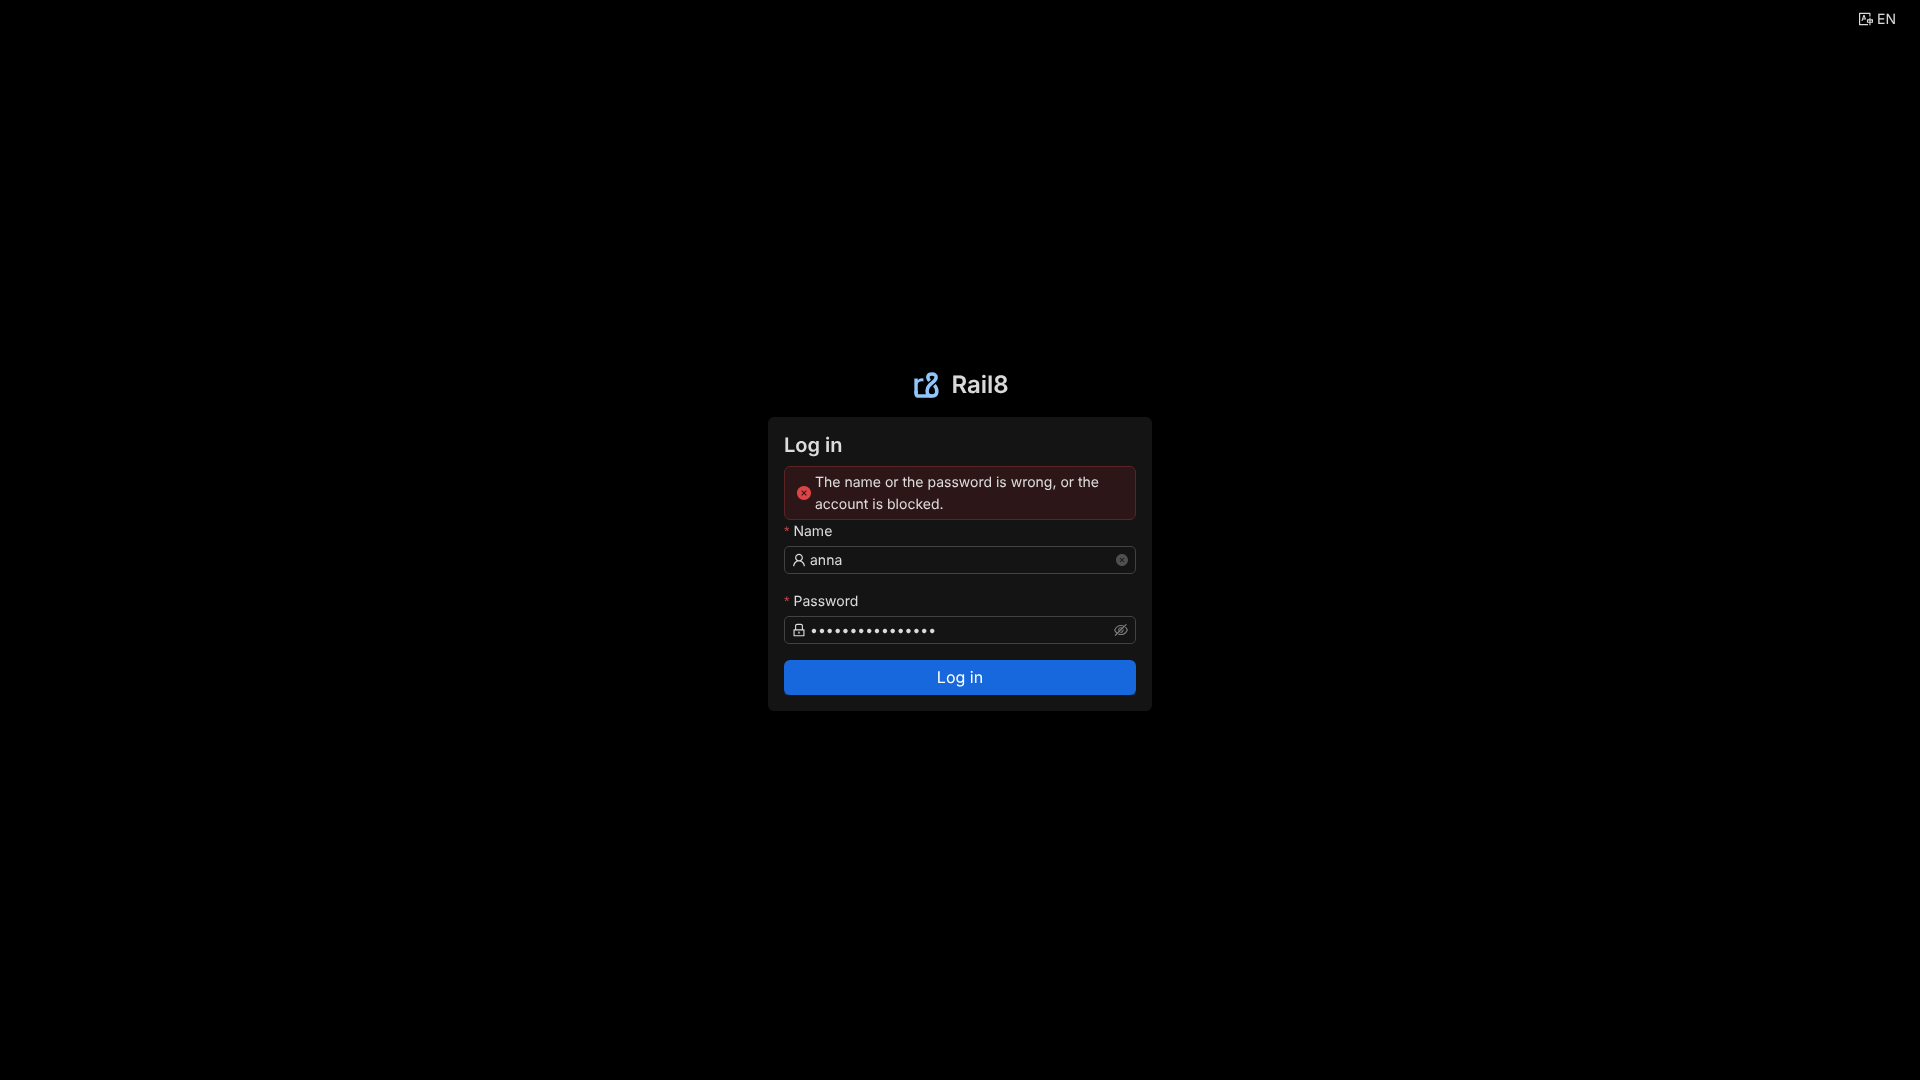 EN
Rail8
Log in
The name or the password is wrong, or the
account is blocked.
* Name
anna
* Password
••••••••••••••••
Log in